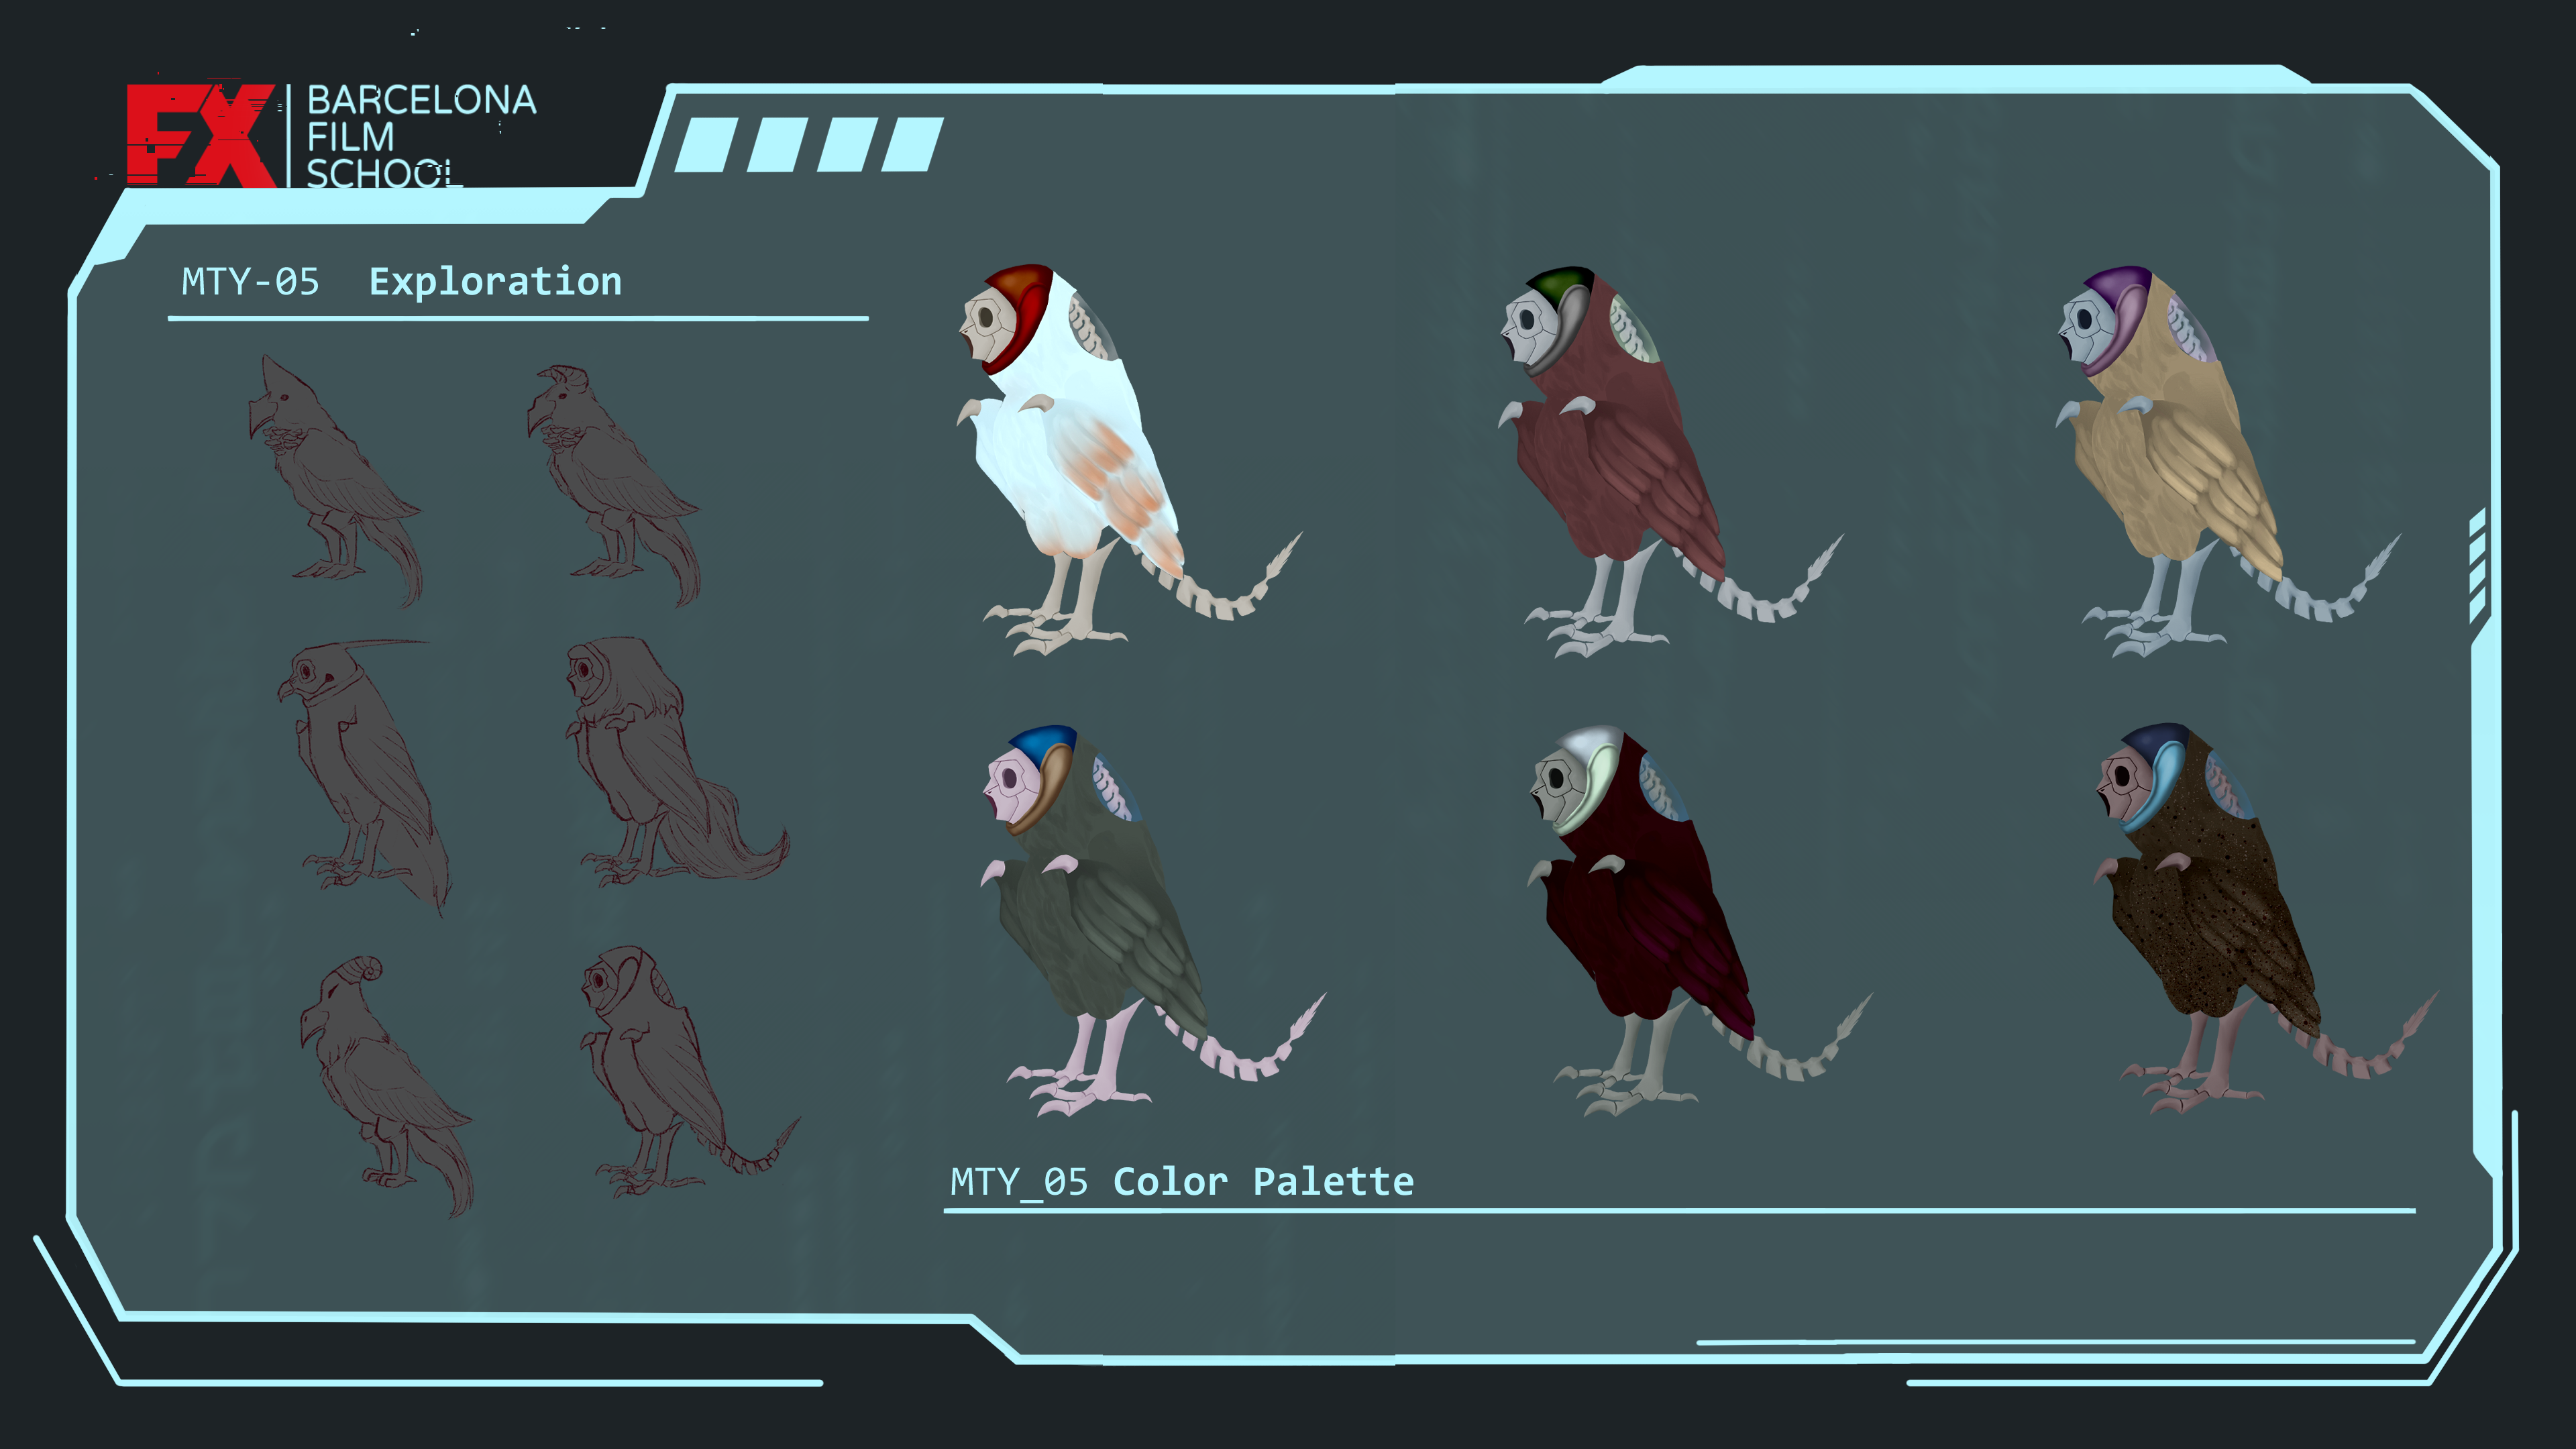 FX
BARCELONA
FILM
SCHOOL
MTY-05 Exploration
MTY_05 Color Palette